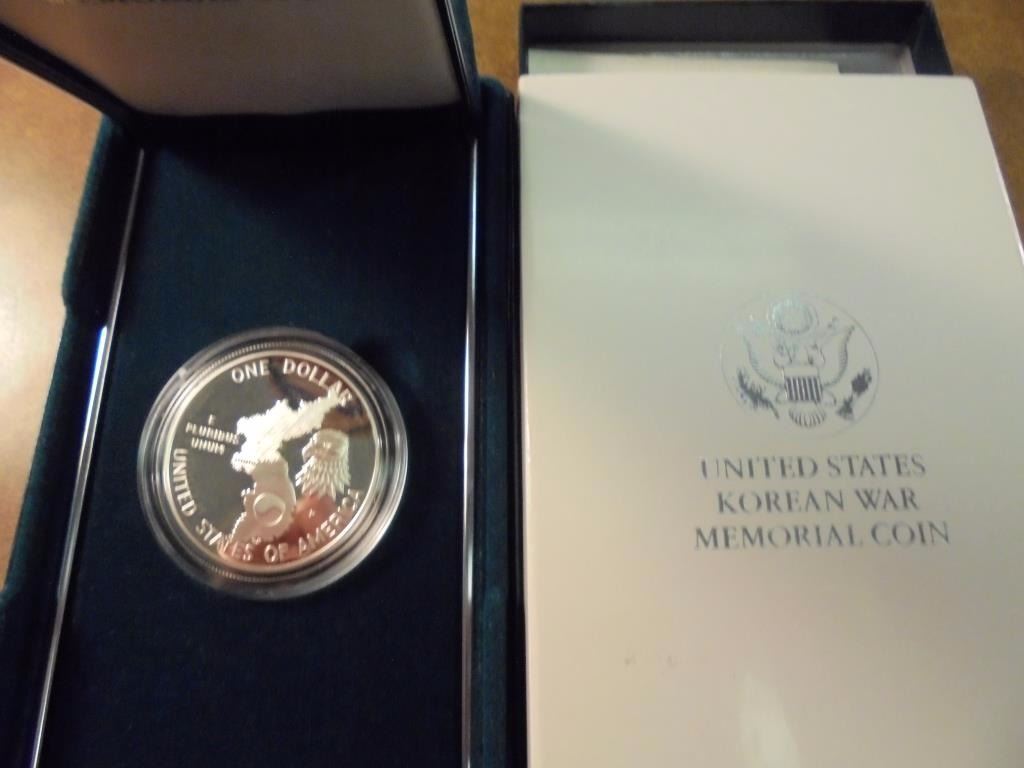 ONE DOLLAR
E
PLURIBUS
UNUM
UNITED STATES OF AMERICA
UNITED STATES
KOREAN WAR
MEMORIAL COIN